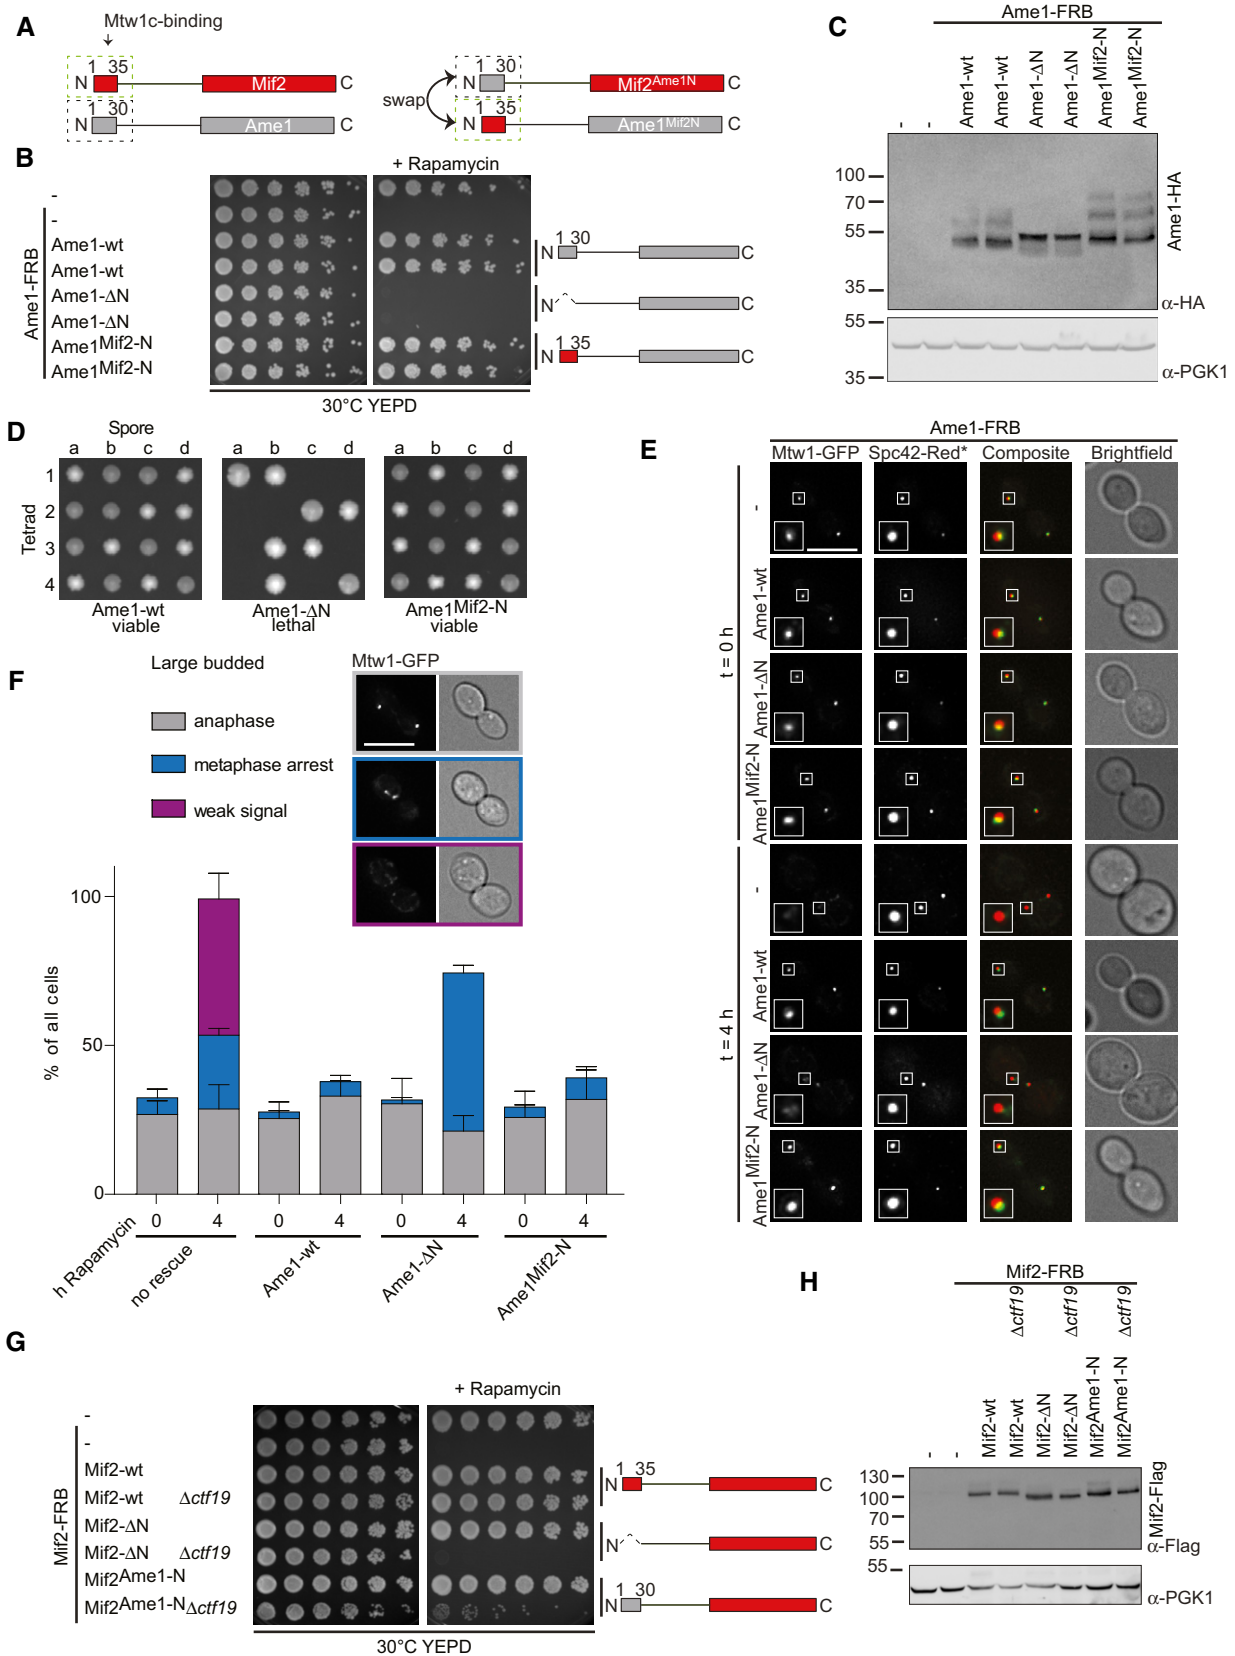 A
Mtw1c-binding
N 1 35 Mif2 C
N 1 30 Ame1 C
swap
N 1 30 Mif2Ame1N C
N 1 35 Ame1Mif2N C
B
+ Rapamycin
Ame1-FRB
-
-
Ame1-wt
Ame1-wt
Ame1-ΔN
Ame1-ΔN
Ame1Mif2-N
Ame1Mif2-N
N 1 30 C
N C
N 1 35 C
30°C YEPD
C
Ame1-FRB
- - Ame1-wt Ame1-wt Ame1-ΔN Ame1-ΔN Ame1Mif2-N Ame1Mif2-N
100
70
55
35
Ame1-HA
α-HA
55
35
α-PGK1
D
Spore
a b c d a b c d a b c d
Tetrad
1
2
3
4
Ame1-wt viable
Ame1-ΔN lethal
Ame1Mif2-N viable
E
Ame1-FRB
Mtw1-GFP Spc42-Red* Composite Brightfield
t = 0 h
-
Ame1-wt
Ame1-ΔN
Ame1Mif2-N
t = 4 h
-
Ame1-wt
Ame1-ΔN
Ame1Mif2-N
F
Large budded
anaphase
metaphase arrest
weak signal
Mtw1-GFP
% of all cells
100
50
0
h Rapamycin 0 4 0 4 0 4 0 4
no rescue Ame1-wt Ame1-ΔN Ame1Mif2-N
G
+ Rapamycin
Mif2-FRB
-
-
Mif2-wt
Mif2-wt Δctf19
Mif2-ΔN
Mif2-ΔN Δctf19
Mif2Ame1-N
Mif2Ame1-NΔctf19
N 1 35 C
N C
N 1 30 C
30°C YEPD
H
Mif2-FRB
Δctf19 Δctf19 Δctf19
- - Mif2-wt Mif2-wt Mif2-ΔN Mif2-ΔN Mif2Ame1-N Mif2Ame1-N
130
100
70
55
Mif2-Flag
α-Flag
55
α-PGK1